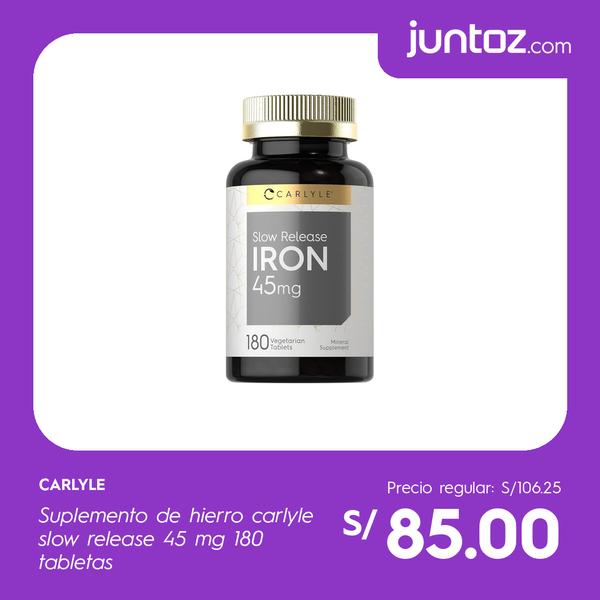 juntoz.com
CARLYLE
Slow Release
IRON
45mg
180 Vegetarian Tablets
Mineral Supplement
CARLYLE
Suplemento de hierro carlyle
slow release 45 mg 180
tabletas
Precio regular: S/106.25
S/ 85.00